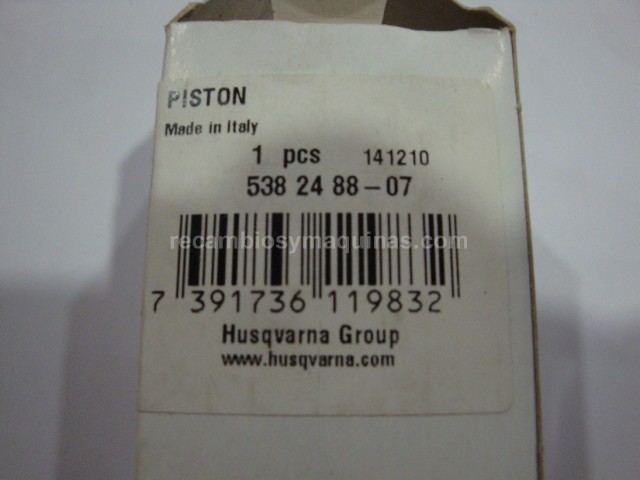 PISTON
Made in Italy
1 pcs 141210
538 24 88-07
recambiosymaquinas.com
7 391736 119832
Husqvarna Group
www.husqvarna.com